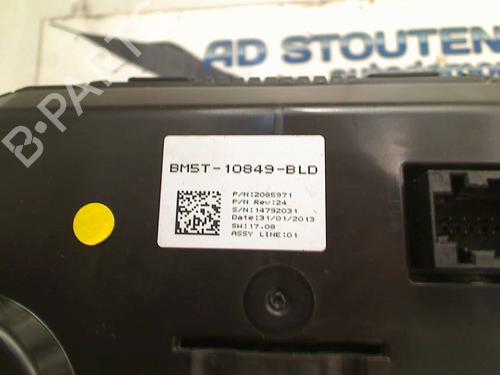 AD STOUTEN
B-PARTS
BM5T-10849-BLD
P/N:2085971
P/N Rev:24
S/N:14792031
Date:31/01/2013
SW:17.08
ASSY LINE:01